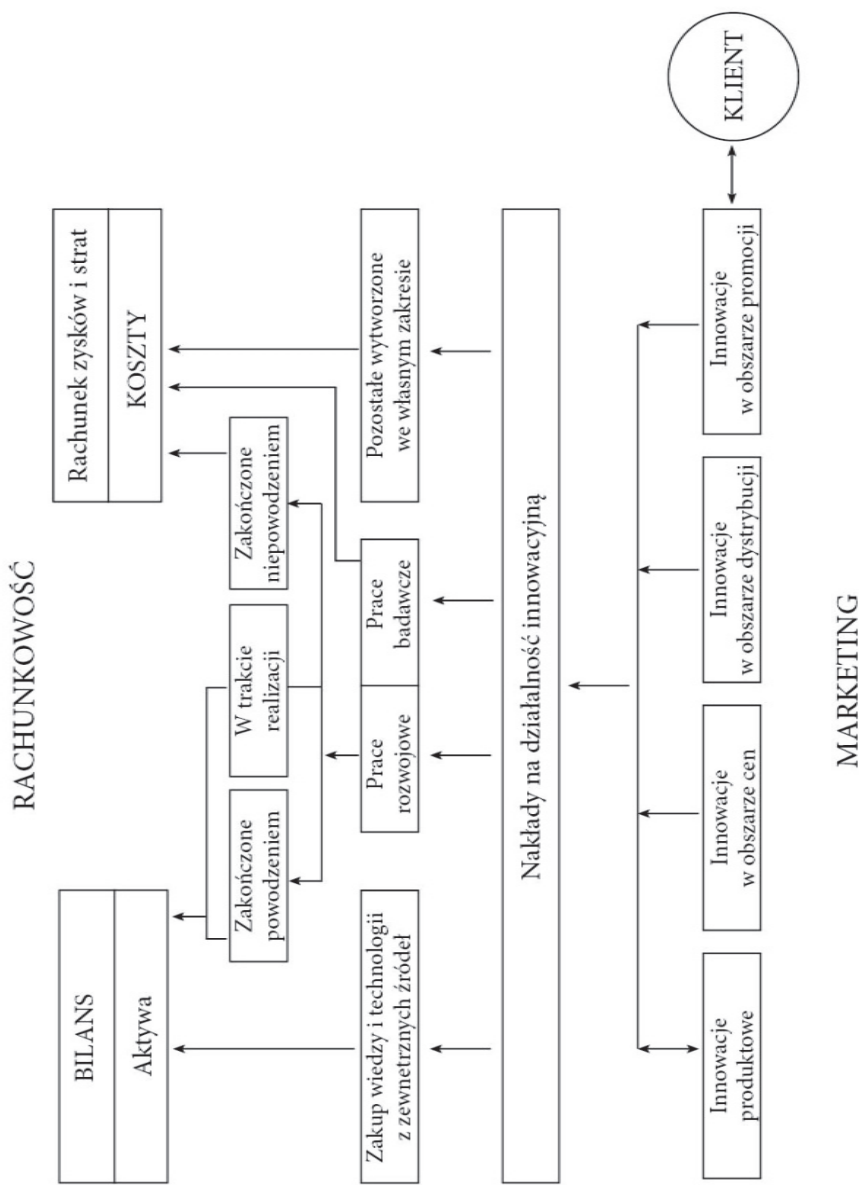 RACHUNKOWOŚĆ
BILANS
Aktywa
Rachunek zysków i strat
KOSZTY
Zakończone
powodzeniem
W trakcie
realizacji
Zakończone
niepowodzeniem
Zakup wiedzy i technologii
z zewnetrznych źródeł
Prace
rozwojowe
Prace
badawcze
Pozostałe wytworzone
we własnym zakresie
Nakłady na działalność innowacyjną
Innowacje
produktowe
Innowacje
w obszarze cen
Innowacje
w obszarze dystrybucji
Innowacje
w obszarze promocji
KLIENT
MARKETING